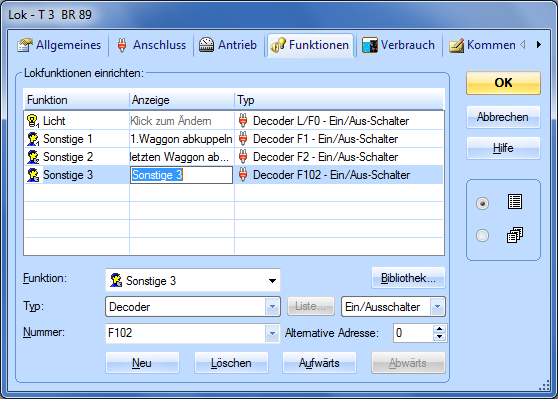 Lok - T 3 BR 89
Allgemeines Anschluss Antrieb Funktionen Verbrauch Kommen
Lokfunktionen einrichten:
Funktion Anzeige Typ
Licht Klick zum Ändern Decoder L/F0 - Ein/Aus-Schalter
Sonstige 1 1.Waggon abkuppeln Decoder F1 - Ein/Aus-Schalter
Sonstige 2 letzten Waggon ab... Decoder F2 - Ein/Aus-Schalter
Sonstige 3 Sonstige 3 Decoder F102 - Ein/Aus-Schalter
OK
Abbrechen
Hilfe
Funktion: Sonstige 3 Bibliothek...
Typ: Decoder Liste... Ein/Ausschalter
Nummer: F102 Alternative Adresse: 0
Neu Löschen Aufwärts Abwärts